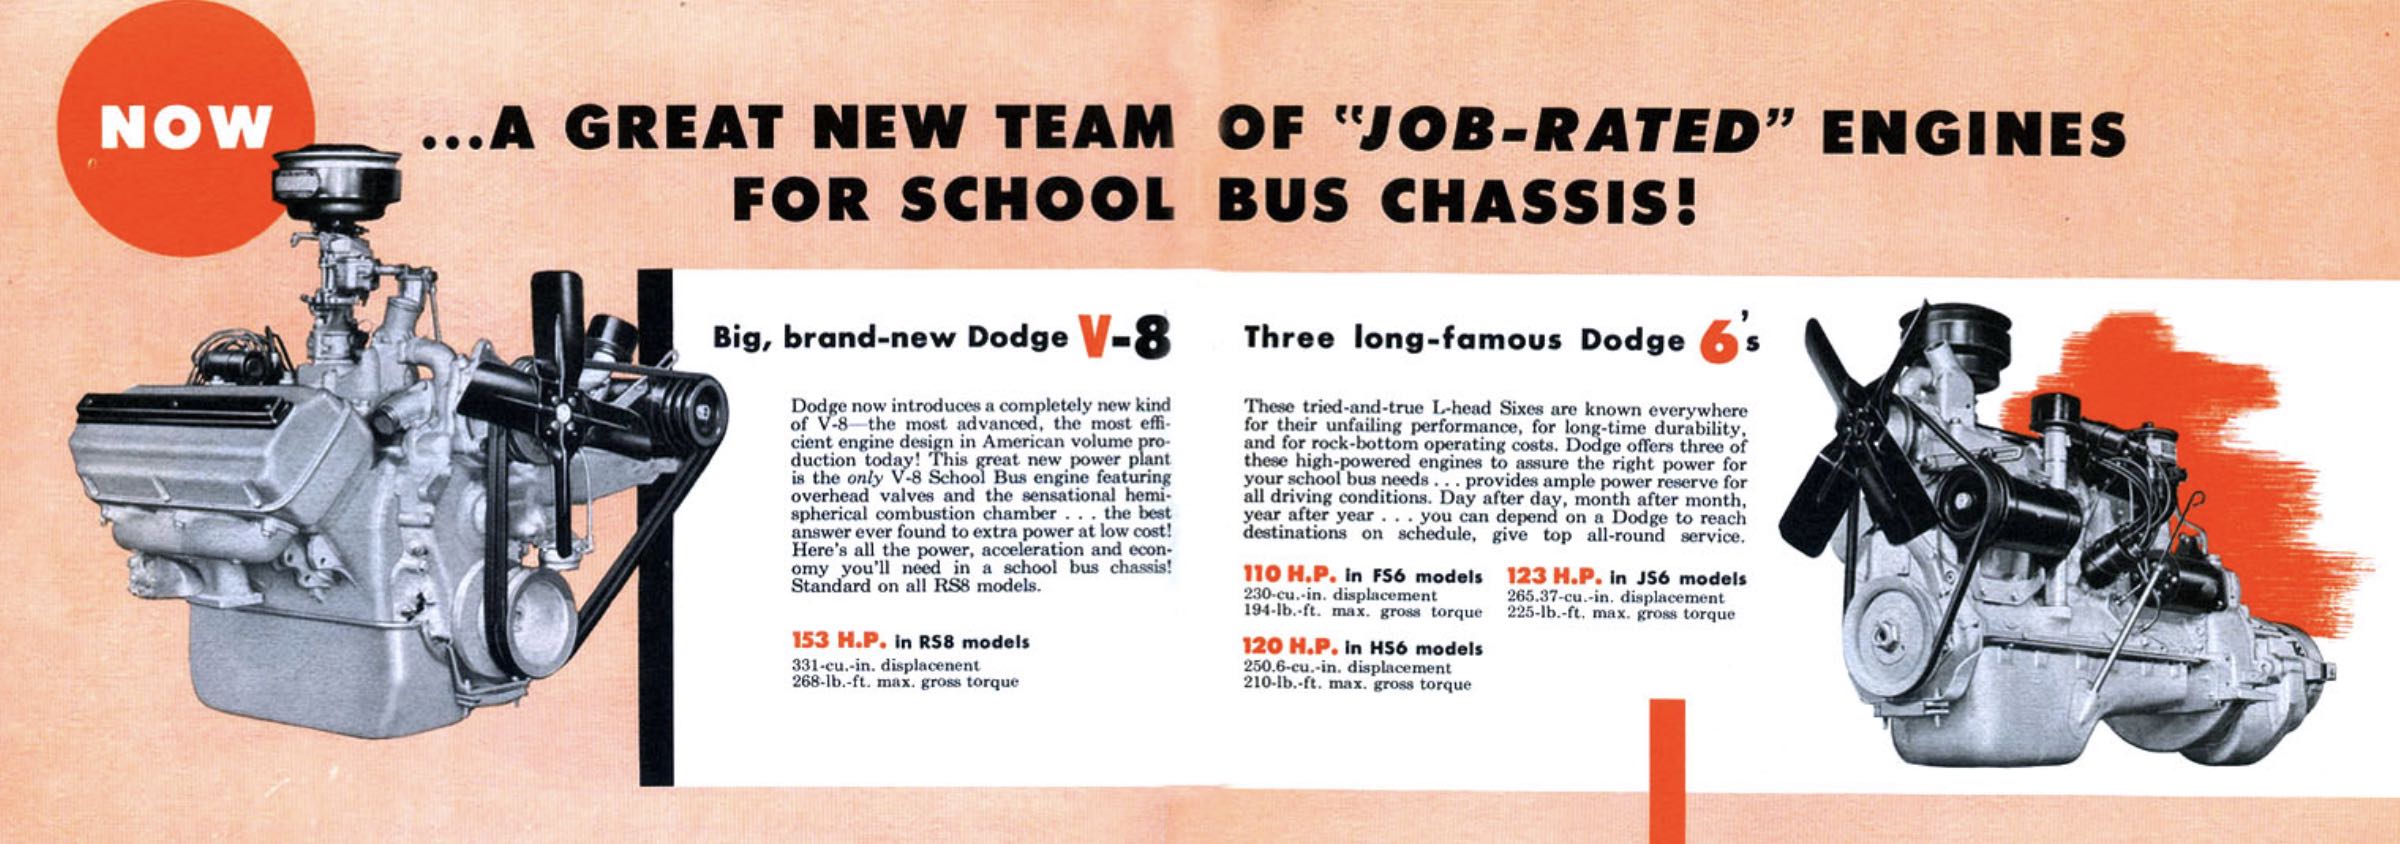 NOW
...A GREAT NEW TEAM OF "JOB-RATED" ENGINES
FOR SCHOOL BUS CHASSIS!
Big, brand-new Dodge V-8
Dodge now introduces a completely new kind
of V-8—the most advanced, the most effi-
cient engine design in American volume pro-
duction today! This great new power plant
is the only V-8 School Bus engine featuring
overhead valves and the sensational hemi-
spherical combustion chamber . . . the best
answer ever found to extra power at low cost!
Here's all the power, acceleration and econ-
omy you'll need in a school bus chassis!
Standard on all RS8 models.
153 H.P. in RS8 models
331-cu.-in. displacenent
268-lb.-ft. max. gross torque
Three long-famous Dodge 6's
These tried-and-true L-head Sixes are known everywhere
for their unfailing performance, for long-time durability,
and for rock-bottom operating costs. Dodge offers three of
these high-powered engines to assure the right power for
your school bus needs . . . provides ample power reserve for
all driving conditions. Day after day, month after month,
year after year . . . you can depend on a Dodge to reach
destinations on schedule, give top all-round service.
110 H.P. in FS6 models
230-cu.-in. displacement
194-lb.-ft. max. gross torque
123 H.P. in JS6 models
265.37-cu.-in. displacement
225-lb.-ft. max. gross torque
120 H.P. in HS6 models
250.6-cu.-in. displacement
210-lb.-ft. max. gross torque